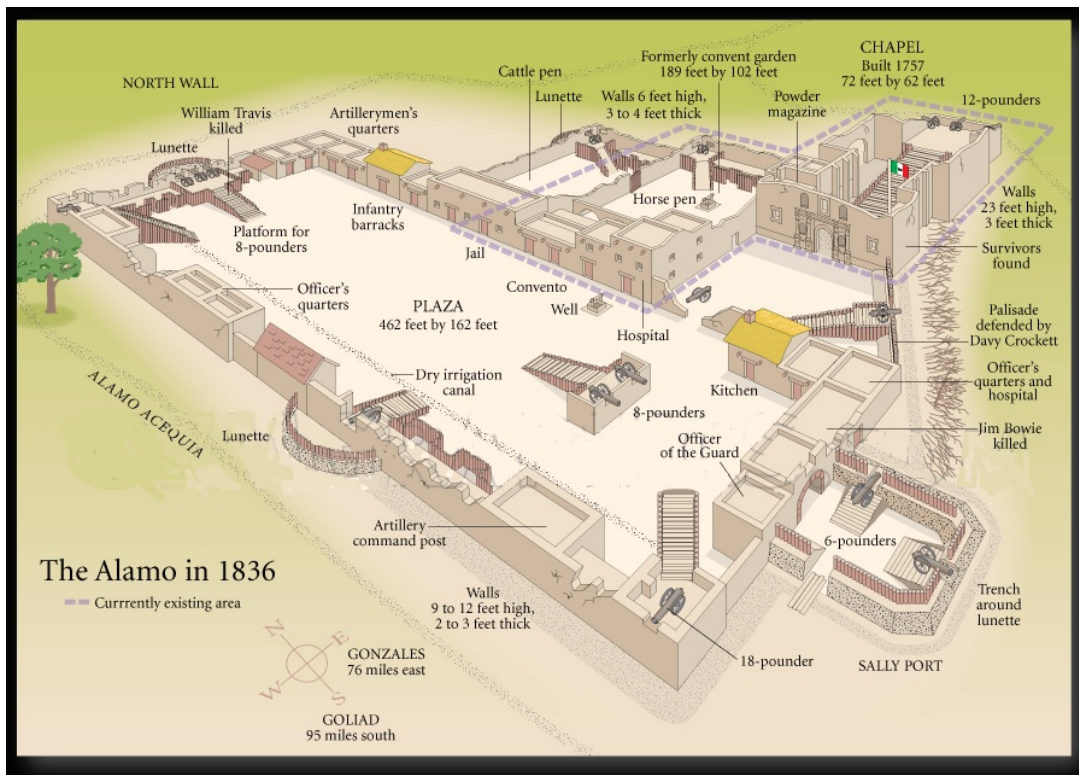 NORTH WALL
William Travis
killed
Lunette
Artillerymen's
quarters
Cattle pen
Lunette
Formerly convent garden
189 feet by 102 feet
Walls 6 feet high,
3 to 4 feet thick
Powder
magazine
CHAPEL
Built 1757
72 feet by 62 feet
12-pounders
Platform for
8-pounders
Infantry
barracks
Jail
Horse pen
Walls
23 feet high,
3 feet thick
Survivors
found
Officer's
quarters
PLAZA
462 feet by 162 feet
Convento
Well
Hospital
Palisade
defended by
Davy Crockett
Officer's
quarters and
hospital
Jim Bowie
killed
Kitchen
8-pounders
Dry irrigation
canal
ALAMO ACEQUIA
Lunette
Officer
of the Guard
Artillery
command post
6-pounders
Trench
around
lunette
SALLY PORT
18-pounder
Walls
9 to 12 feet high,
2 to 3 feet thick
The Alamo in 1836
Currrently existing area
N
E
W
S
GONZALES
76 miles east
GOLIAD
95 miles south